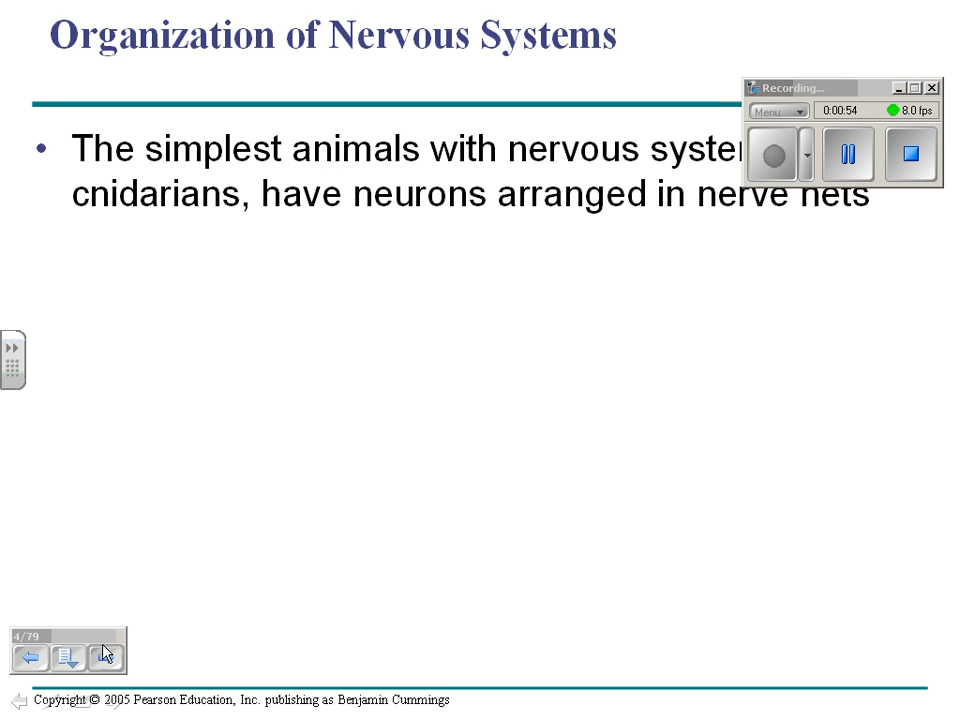 Organization of Nervous Systems
Recording...
Menu
0:00:54
8.0 fps
• The simplest animals with nervous
cnidarians, have neurons arranged in nerve nets
4/79
Copyright © 2005 Pearson Education, Inc. publishing as Benjamin Cummings